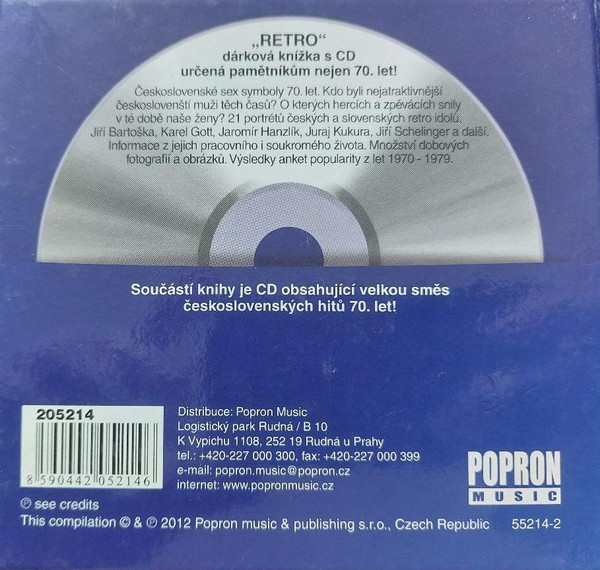 „RETRO“
dárková knížka s CD
určená pamětníkům nejen 70. let!
Československé sex symboly 70. let. Kdo byli nejatraktivnější
českoslovenští muži těch časů? O kterých hercích a zpěvácích snily
v té době naše ženy? 21 portrétů českých a slovenských retro idolů.
Jiří Bartoška, Karel Gott, Jaromír Hanzlík, Juraj Kukura, Jiří Schelinger a další.
Informace z jejich pracovního i soukromého života. Množství dobových
fotografií a obrázků. Výsledky anket popularity z let 1970 - 1979.
Součástí knihy je CD obsahující velkou směs
československých hitů 70. let!
205214
8 590442 052146
Distribuce: Popron Music
Logistický park Rudná / B 10
K Vypichu 1108, 252 19 Rudná u Prahy
tel.: +420-227 000 300, fax: +420-227 000 399
e-mail: popron.music@popron.cz
internet: www.popronmusic.cz
POPRON
MUSIC
℗ see credits
This compilation © & ℗ 2012 Popron music & publishing s.r.o., Czech Republic 55214-2